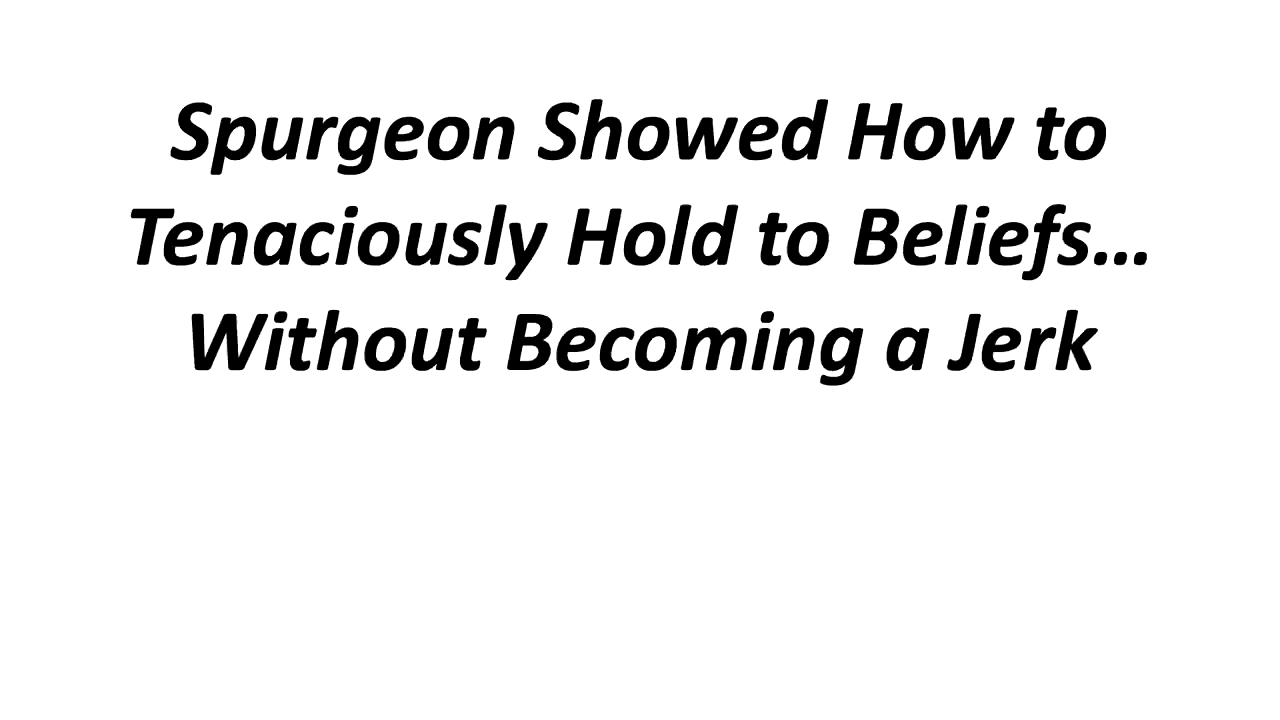 Spurgeon Showed How to
Tenaciously Hold to Beliefs...
Without Becoming a Jerk